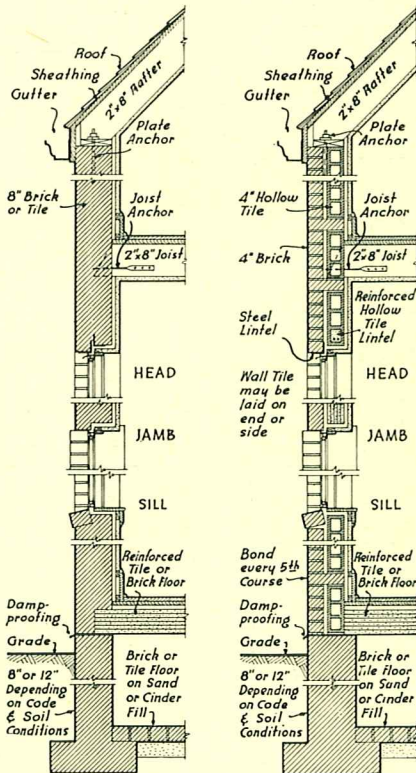 Roof
Sheathing
Gutter
2"x8" Rafter
Plate
Anchor
8" Brick
or Tile
Joist
Anchor
2"x8" Joist
HEAD
JAMB
SILL
Reinforced
Tile or
Brick Floor
Damp-
proofing
Grade
8" or 12"
Depending
on Code
& Soil
Conditions
Brick or
Tile Floor
on Sand
or Cinder
Fill
Roof
Sheathing
Gutter
2"x8" Rafter
Plate
Anchor
4" Hollow
Tile
Joist
Anchor
4" Brick
2"x8" Joist
Steel
Lintel
Reinforced
Hollow
Tile
Lintel
Wall Tile
may be
laid on
end or
side
HEAD
JAMB
SILL
Bond
every 5th
Course
Reinforced
Tile or
Brick Floor
Damp-
proofing
Grade
8" or 12"
Depending
on Code
& Soil
Conditions
Brick or
Tile Floor
on Sand
or Cinder
Fill